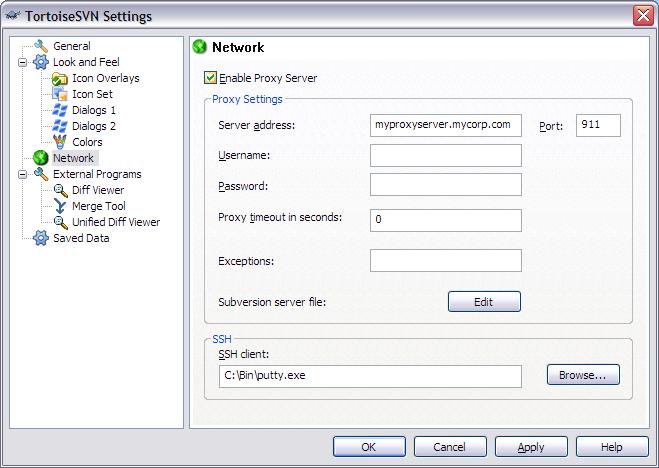 TortoiseSVN Settings
General
Look and Feel
Icon Overlays
Icon Set
Dialogs 1
Dialogs 2
Colors
Network
External Programs
Diff Viewer
Merge Tool
Unified Diff Viewer
Saved Data
Network
Enable Proxy Server
Proxy Settings
Server address: myproxyserver.mycorp.com Port: 911
Username:
Password:
Proxy timeout in seconds: 0
Exceptions:
Subversion server file: Edit
SSH
SSH client:
C:\Bin\putty.exe Browse...
OK Cancel Apply Help